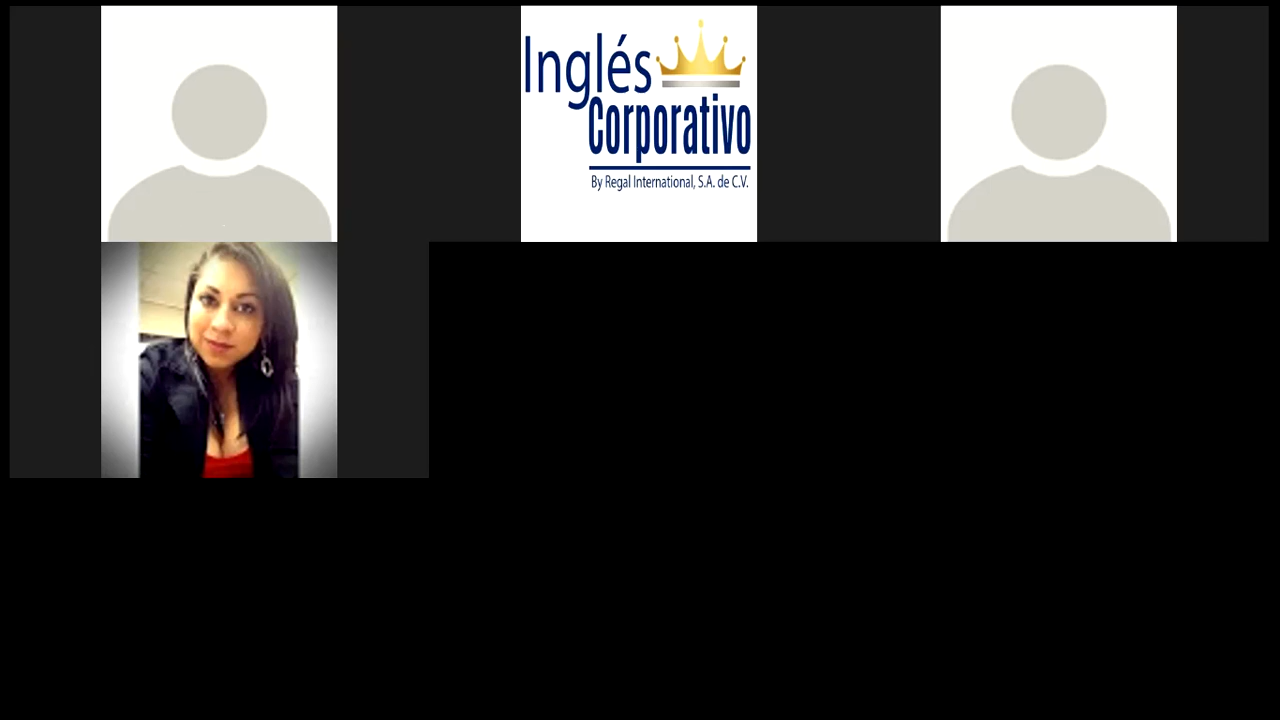 Inglés
Corporativo
By Regal International, S.A. de C.V.